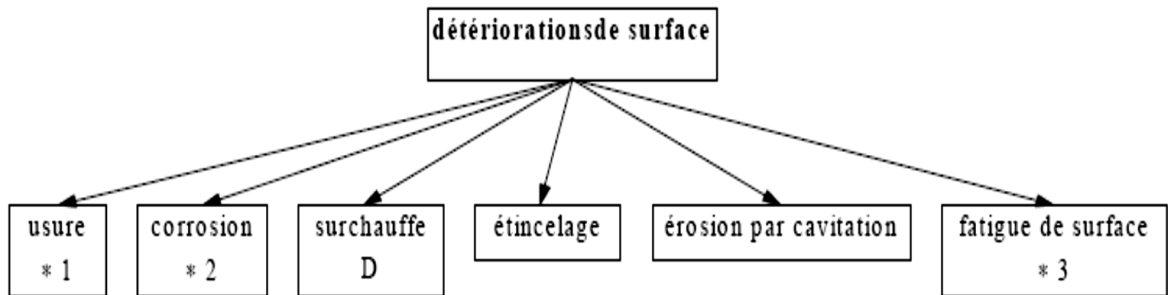 détériorationsde surface
usure
* 1
corrosion
* 2
surchauffe
D
étincelage
érosion par cavitation
fatigue de surface
* 3